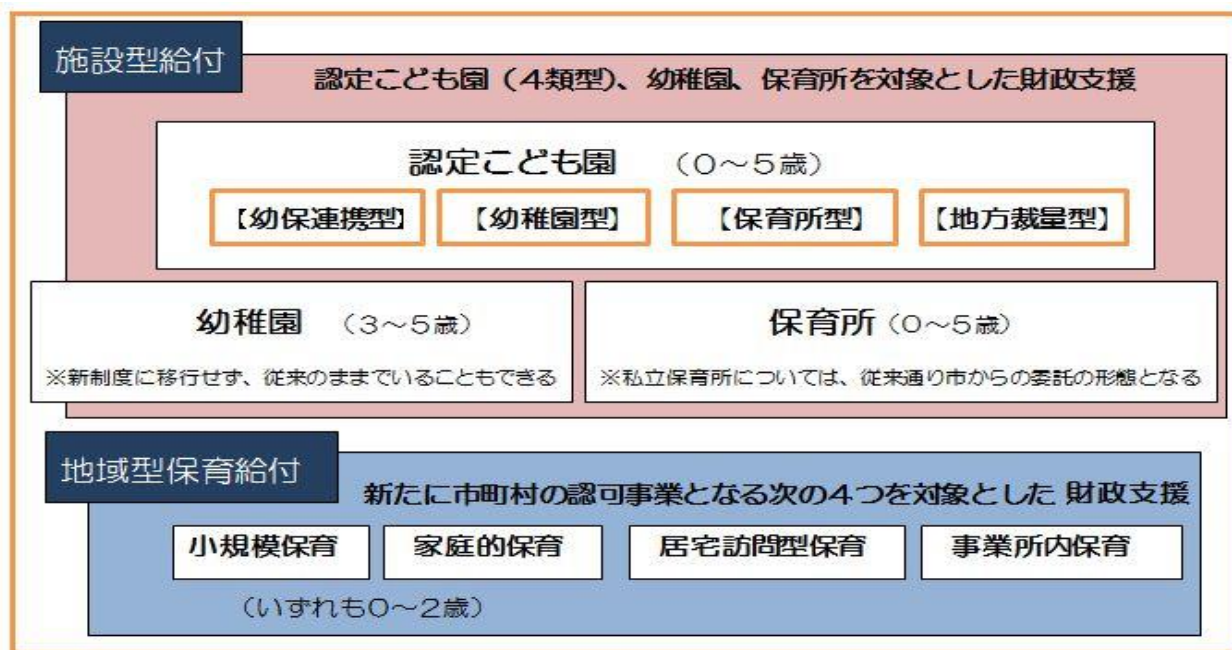 施設型給付
認定こども園（４類型）、幼稚園、保育所を対象とした財政支援
認定こども園　（０～５歳）
【幼保連携型】　【幼稚園型】　【保育所型】　【地方裁量型】
幼稚園　（３～５歳）
※新制度に移行せず、従来のままでいることもできる
保育所（０～５歳）
※私立保育所については、従来通り市からの委託の形態となる
地域型保育給付
新たに市町村の認可事業となる次の４つを対象とした 財政支援
小規模保育　家庭的保育　居宅訪問型保育　事業所内保育
（いずれも０～２歳）